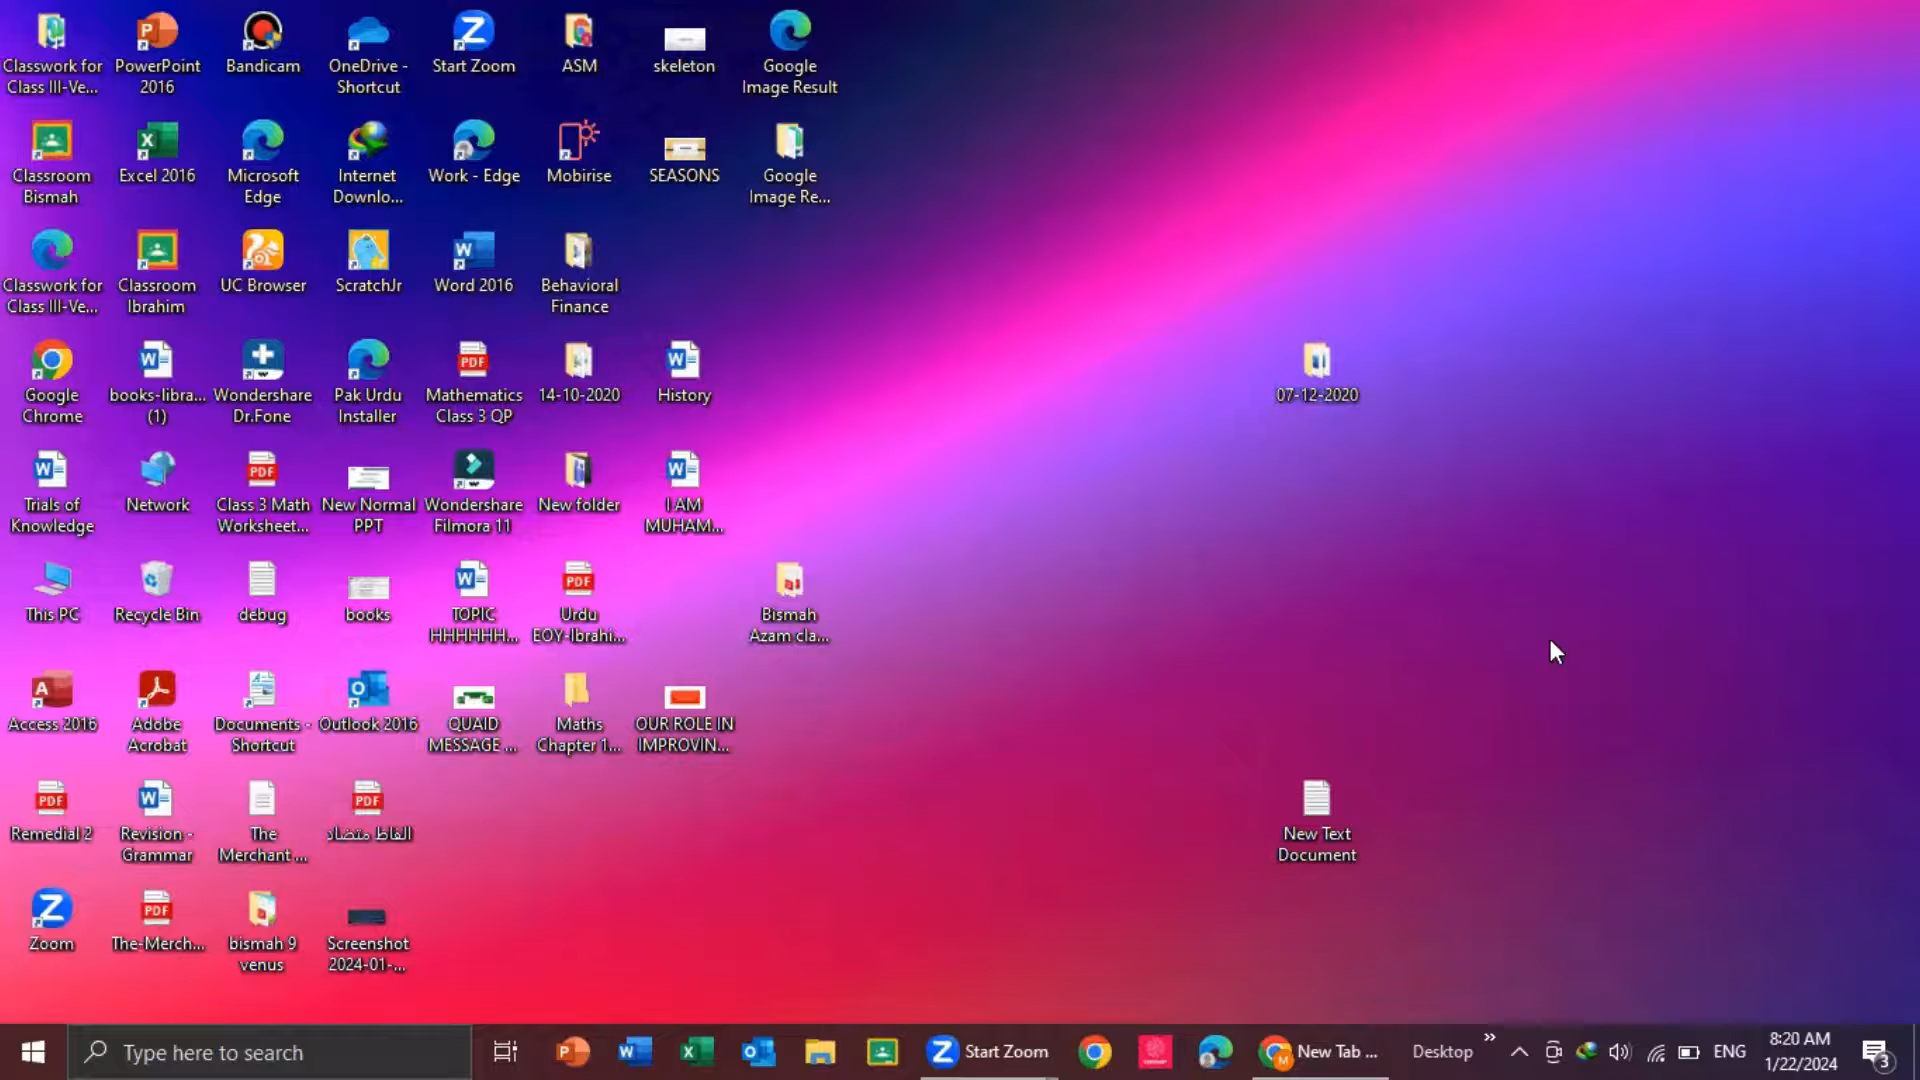 Classwork for
Class III-Ve...
PowerPoint
2016
Bandicam
OneDrive -
Shortcut
Start Zoom
ASM
skeleton
Google
Image Result
Classroom
Bismah
Excel 2016
Microsoft
Edge
Internet
Downlo...
Work - Edge
Mobirise
SEASONS
Google
Image Re...
Classwork for
Class III-Ve...
Classroom
Ibrahim
UC Browser
ScratchJr
Word 2016
Behavioral
Finance
Google
Chrome
books-libra...
(1)
Wondershare
Dr.Fone
Pak Urdu
Installer
Mathematics
Class 3 QP
14-10-2020
History
07-12-2020
Trials of
Knowledge
Network
Class 3 Math
Worksheet...
New Normal
PPT
Wondershare
Filmora 11
New folder
I AM
MUHAM...
This PC
Recycle Bin
debug
books
TOPIC
HHHHHH...
Urdu
EOY-Ibrahi...
Bismah
Azam cla...
Access 2016
Adobe
Acrobat
Documents -
Shortcut
Outlook 2016
QUAID
MESSAGE ...
Maths
Chapter 1...
OUR ROLE IN
IMPROVIN...
Remedial 2
Revision -
Grammar
The
Merchant ...
الفاظ متضاد
New Text
Document
Zoom
The-Merch...
bismah 9
venus
Screenshot
2024-01-...
Type here to search
Start Zoom
New Tab ...
Desktop
ENG
8:20 AM
1/22/2024
3